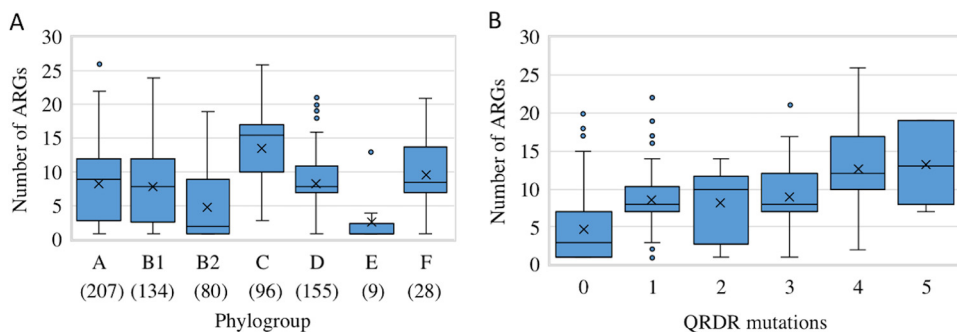 A
Number of ARGs
30
25
20
15
10
5
0
A B1 B2 C D E F
(207) (134) (80) (96) (155) (9) (28)
Phylogroup
B
Number of ARGs
30
25
20
15
10
5
0
0 1 2 3 4 5
QRDR mutations